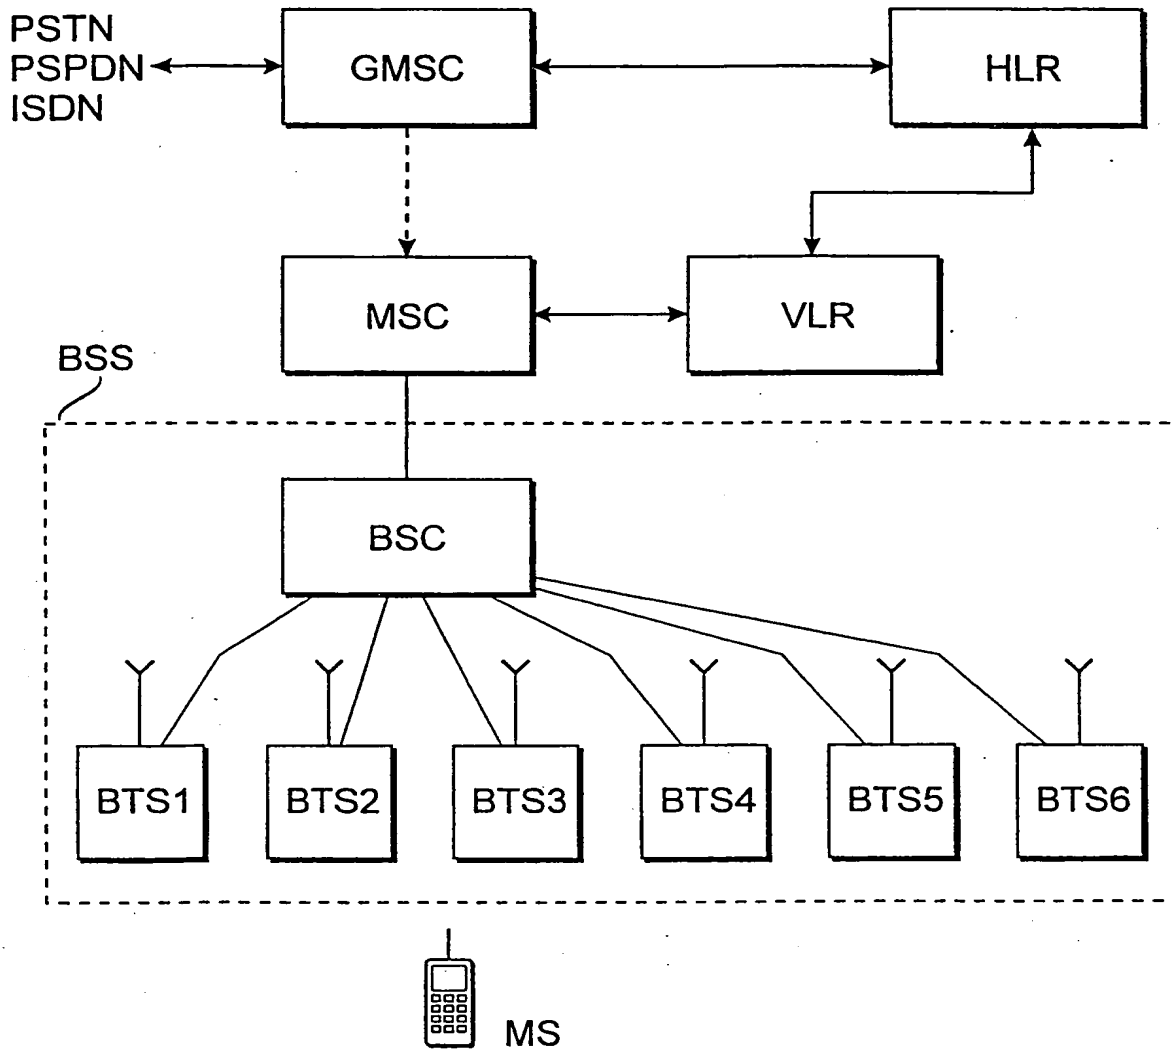 PSTN
PSPDN
ISDN
GMSC
HLR
MSC
VLR
BSS
BSC
BTS1
BTS2
BTS3
BTS4
BTS5
BTS6
MS